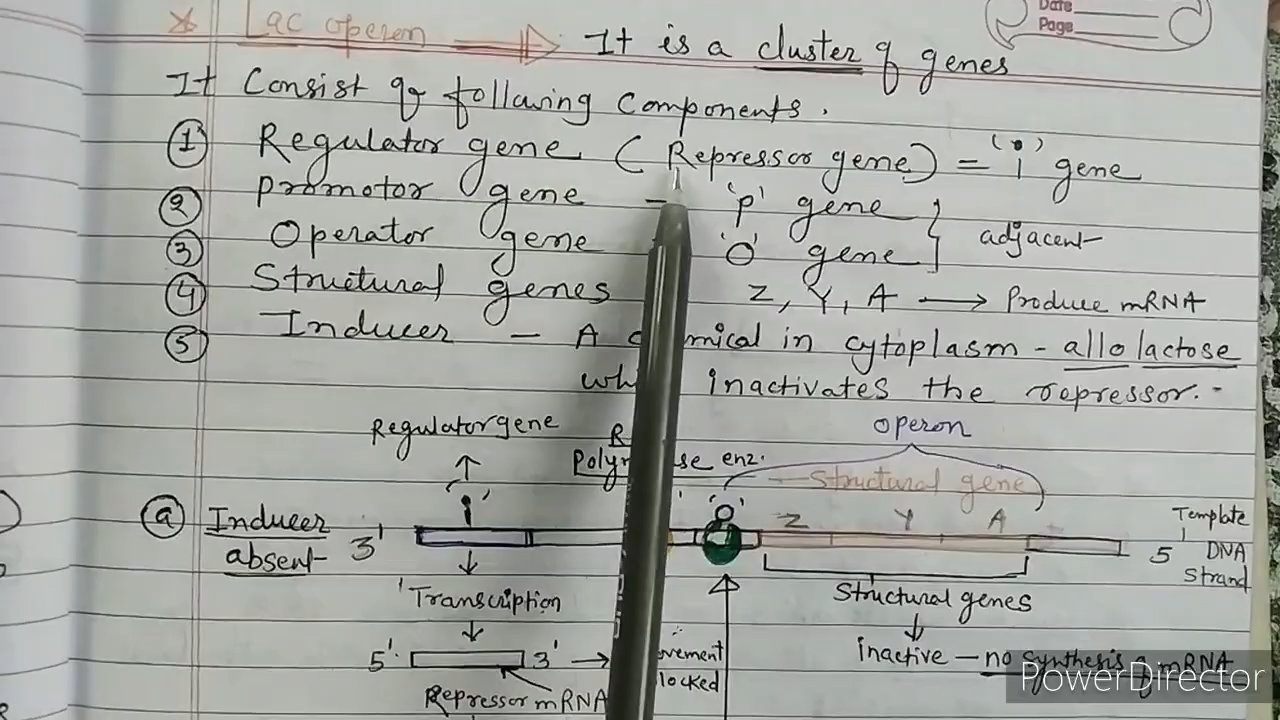 Date
Page
* Lac operon ⟹ It is a cluster of genes
It Consist of following Components.
① Regulator gene (Repressor gene) = 'i' gene
② Promotor gene - 'p' gene } adjacent
③ Operator gene 'O' gene
④ Structural genes Z, Y, A → Produce mRNA
⑤ Inducer - A in cytoplasm - allolactose
inactivates the repressor.
Regulator gene
Operon
enz.
Structural gene
'i' 'O' Z Y A
ⓐ Inducer absent 3' 5'
Template DNA Strand
Transcription
Structural genes
5' 3' →
Inactive - no synthesis of mRNA
Repressor mRNA
PowerDirector